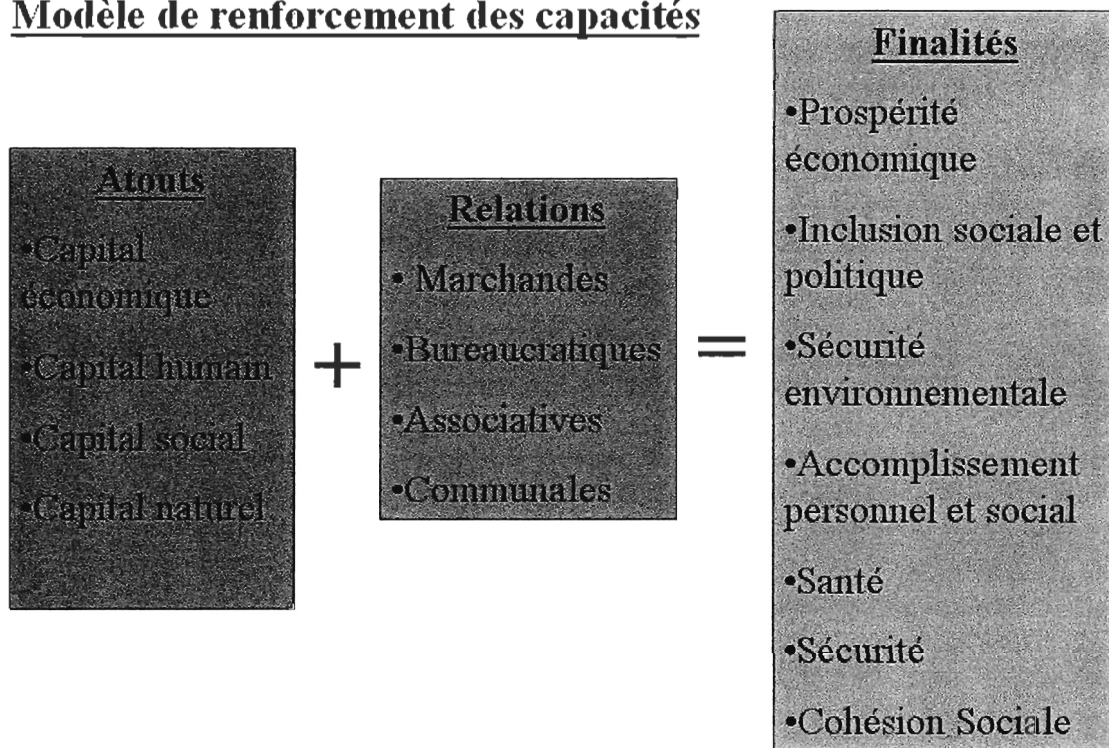 Modèle de renforcement des capacités
Atouts
•Capital
économique
•Capital humain
•Capital social
•Capital naturel
+
Relations
• Marchandes
•Bureaucratiques
•Associatives
•Communales
=
Finalités
•Prospérité
économique
•Inclusion sociale et
politique
•Sécurité
environnementale
•Accomplissement
personnel et social
•Santé
•Sécurité
•Cohésion Sociale